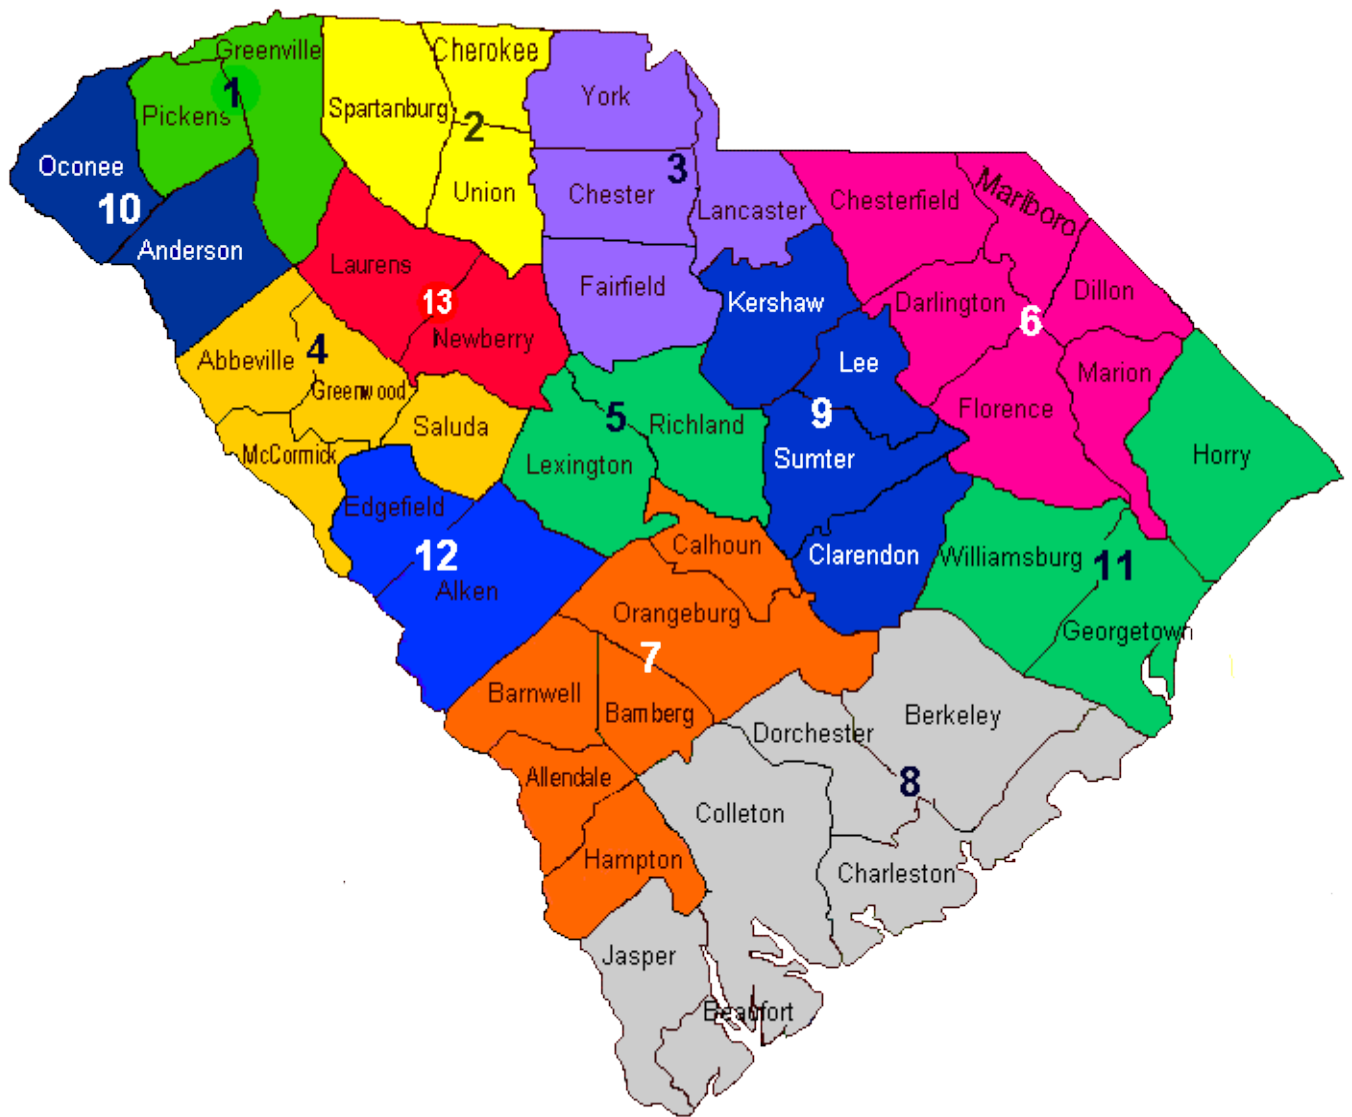 Greenville
Cherokee
1
York
Spartanburg
Pickens
2
Oconee
3
Union
Chester
Marlboro
Chesterfield
10
Lancaster
Anderson
Laurens
Fairfield
Dillon
13
Kershaw
Darlington
6
Newberry
4
Abbeville
Lee
Marion
Greenwood
Florence
5
9
Saluda
Richland
McCormick
Lexington
Sumter
Horry
Edgefield
Calhoun
12
Clarendon
Williamsburg
11
Aiken
Orangeburg
Georgetown
7
Barnwell
Bamberg
Berkeley
Dorchester
Allendale
8
Colleton
Hampton
Charleston
Jasper
Beaufort